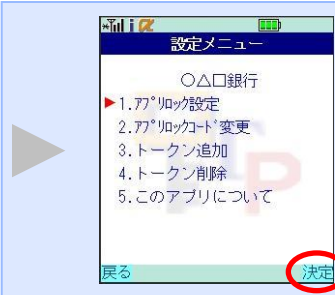 設定メニュー
○△□銀行
1.ｱﾌﾟﾘﾛｯｸ設定
2.ｱﾌﾟﾘﾛｯｸｺｰﾄﾞ変更
3.トークン追加
4.トークン削除
5.このアプリについて
戻る 決定